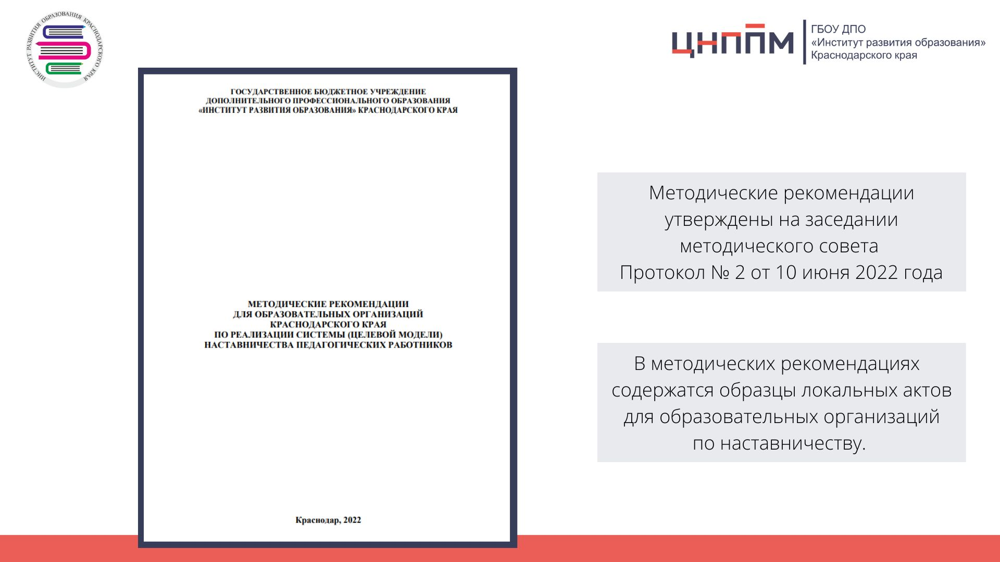 ИНСТИТУТ РАЗВИТИЯ ОБРАЗОВАНИЯ КРАСНОДАРСКОГО КРАЯ
ЦНППМ
ГБОУ ДПО
«Институт развития образования»
Краснодарского края
ГОСУДАРСТВЕННОЕ БЮДЖЕТНОЕ УЧРЕЖДЕНИЕ
ДОПОЛНИТЕЛЬНОГО ПРОФЕССИОНАЛЬНОГО ОБРАЗОВАНИЯ
«ИНСТИТУТ РАЗВИТИЯ ОБРАЗОВАНИЯ» КРАСНОДАРСКОГО КРАЯ
МЕТОДИЧЕСКИЕ РЕКОМЕНДАЦИИ
ДЛЯ ОБРАЗОВАТЕЛЬНЫХ ОРГАНИЗАЦИЙ
КРАСНОДАРСКОГО КРАЯ
ПО РЕАЛИЗАЦИИ СИСТЕМЫ (ЦЕЛЕВОЙ МОДЕЛИ)
НАСТАВНИЧЕСТВА ПЕДАГОГИЧЕСКИХ РАБОТНИКОВ
Краснодар, 2022
Методические рекомендации
утверждены на заседании
методического совета
Протокол № 2 от 10 июня 2022 года
В методических рекомендациях
содержатся образцы локальных актов
для образовательных организаций
по наставничеству.